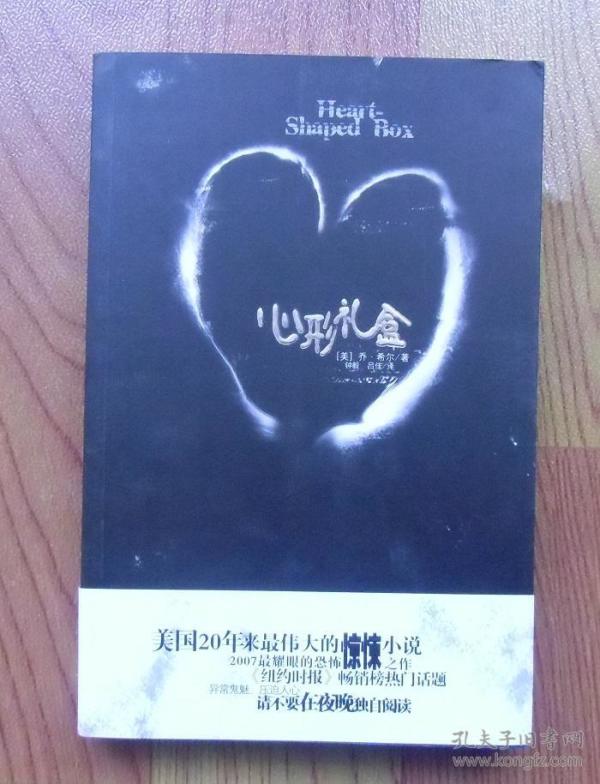 Heart-
Shaped Box
心形礼盒
[美] 乔·希尔/著
钟毅 吕佳/译
美国20年来最伟大的惊悚小说
2007最耀眼的恐怖之作
《纽约时报》畅销榜热门话题
异常鬼魅 压迫人心
请不要在夜晚独自阅读
孔夫子旧书网
www.kongfz.com